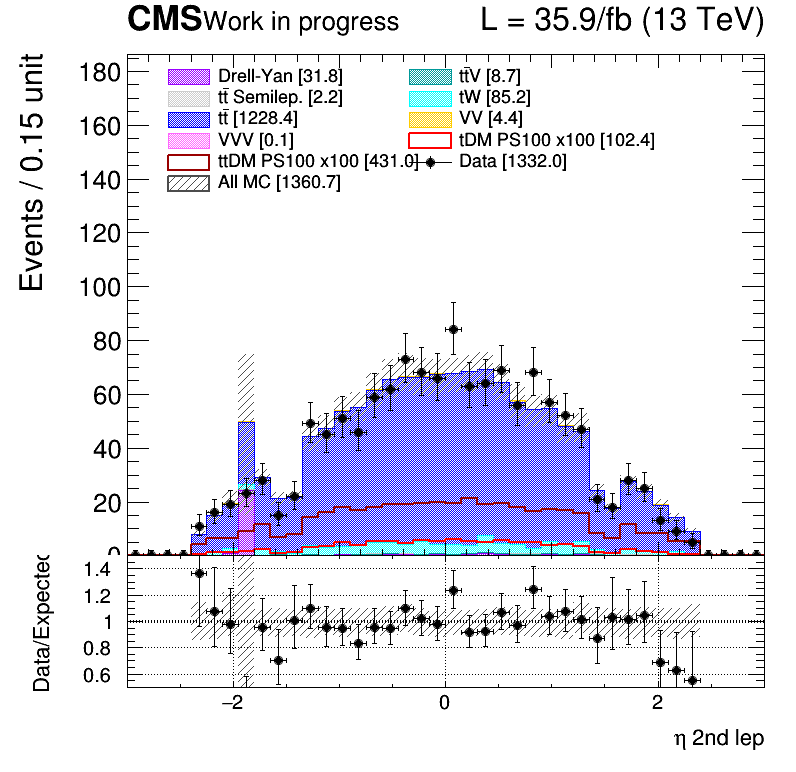 CMS Work in progress L = 35.9/fb (13 TeV)
Events / 0.15 unit
180
160
140
120
100
80
60
40
20
0
Drell-Yan [31.8] tt̄V [8.7]
tt̄ Semilep. [2.2] tW [85.2]
tt̄ [1228.4] VV [4.4]
VVV [0.1] tDM PS100 x100 [102.4]
ttDM PS100 x100 [431.0] Data [1332.0]
All MC [1360.7]
Data/Expected
1.4
1.2
1
0.8
0.6
−2 0 2
η 2nd lep